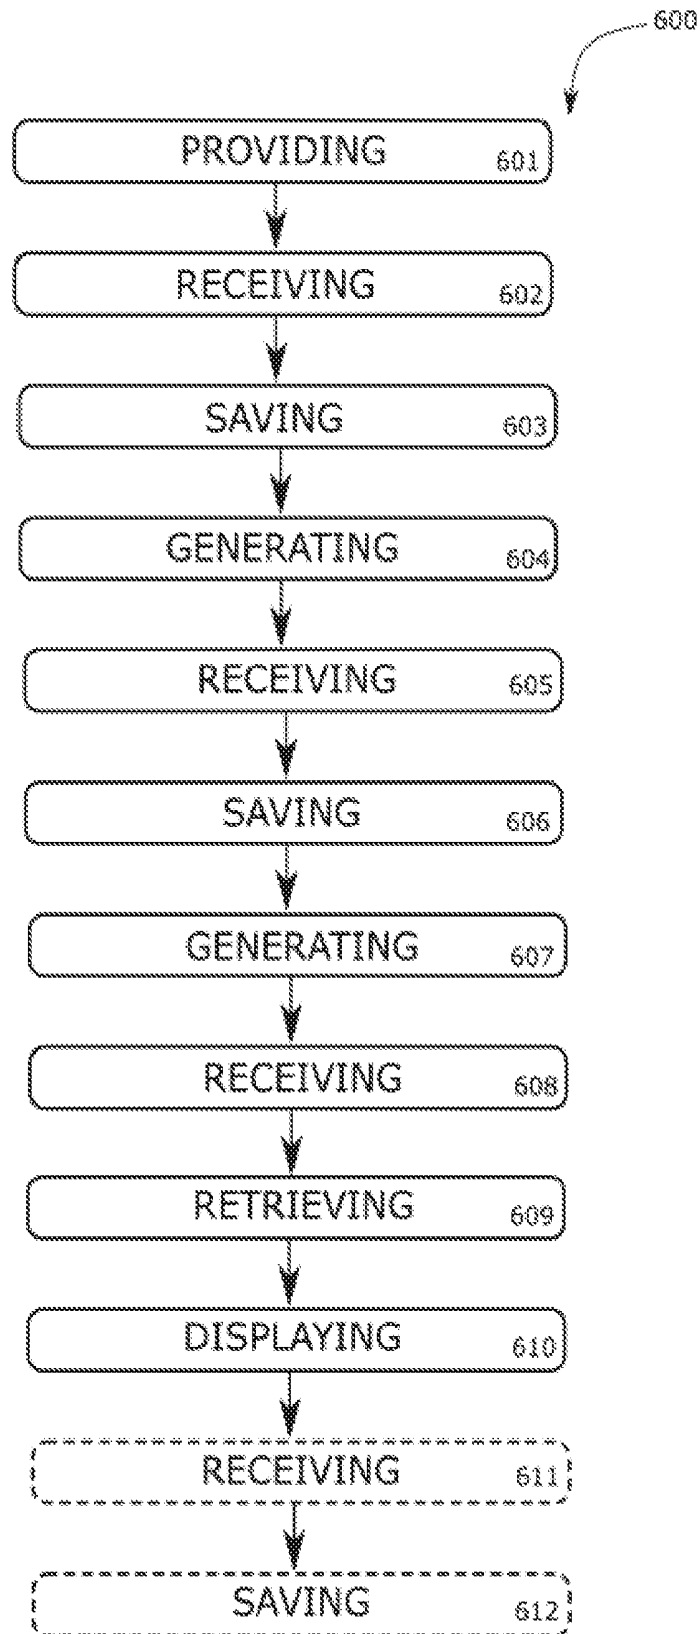 600
PROVIDING 601
RECEIVING 602
SAVING 603
GENERATING 604
RECEIVING 605
SAVING 606
GENERATING 607
RECEIVING 608
RETRIEVING 609
DISPLAYING 610
RECEIVING 611
SAVING 612